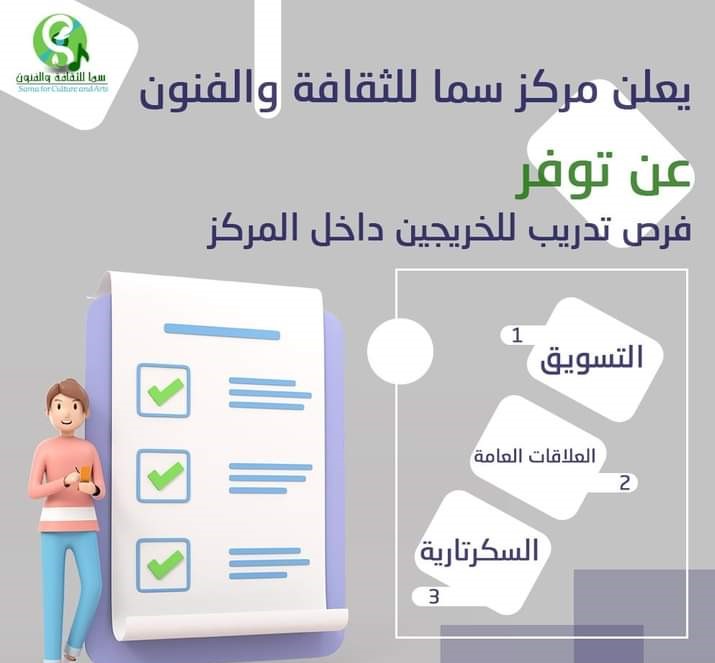 سما للثقافة والفنون
Sama for Culture and Arts
يعلن مركز سما للثقافة والفنون
عن توفر
فرص تدريب للخريجين داخل المركز
1
التسويق
العلاقات العامة
2
السكرتارية
3